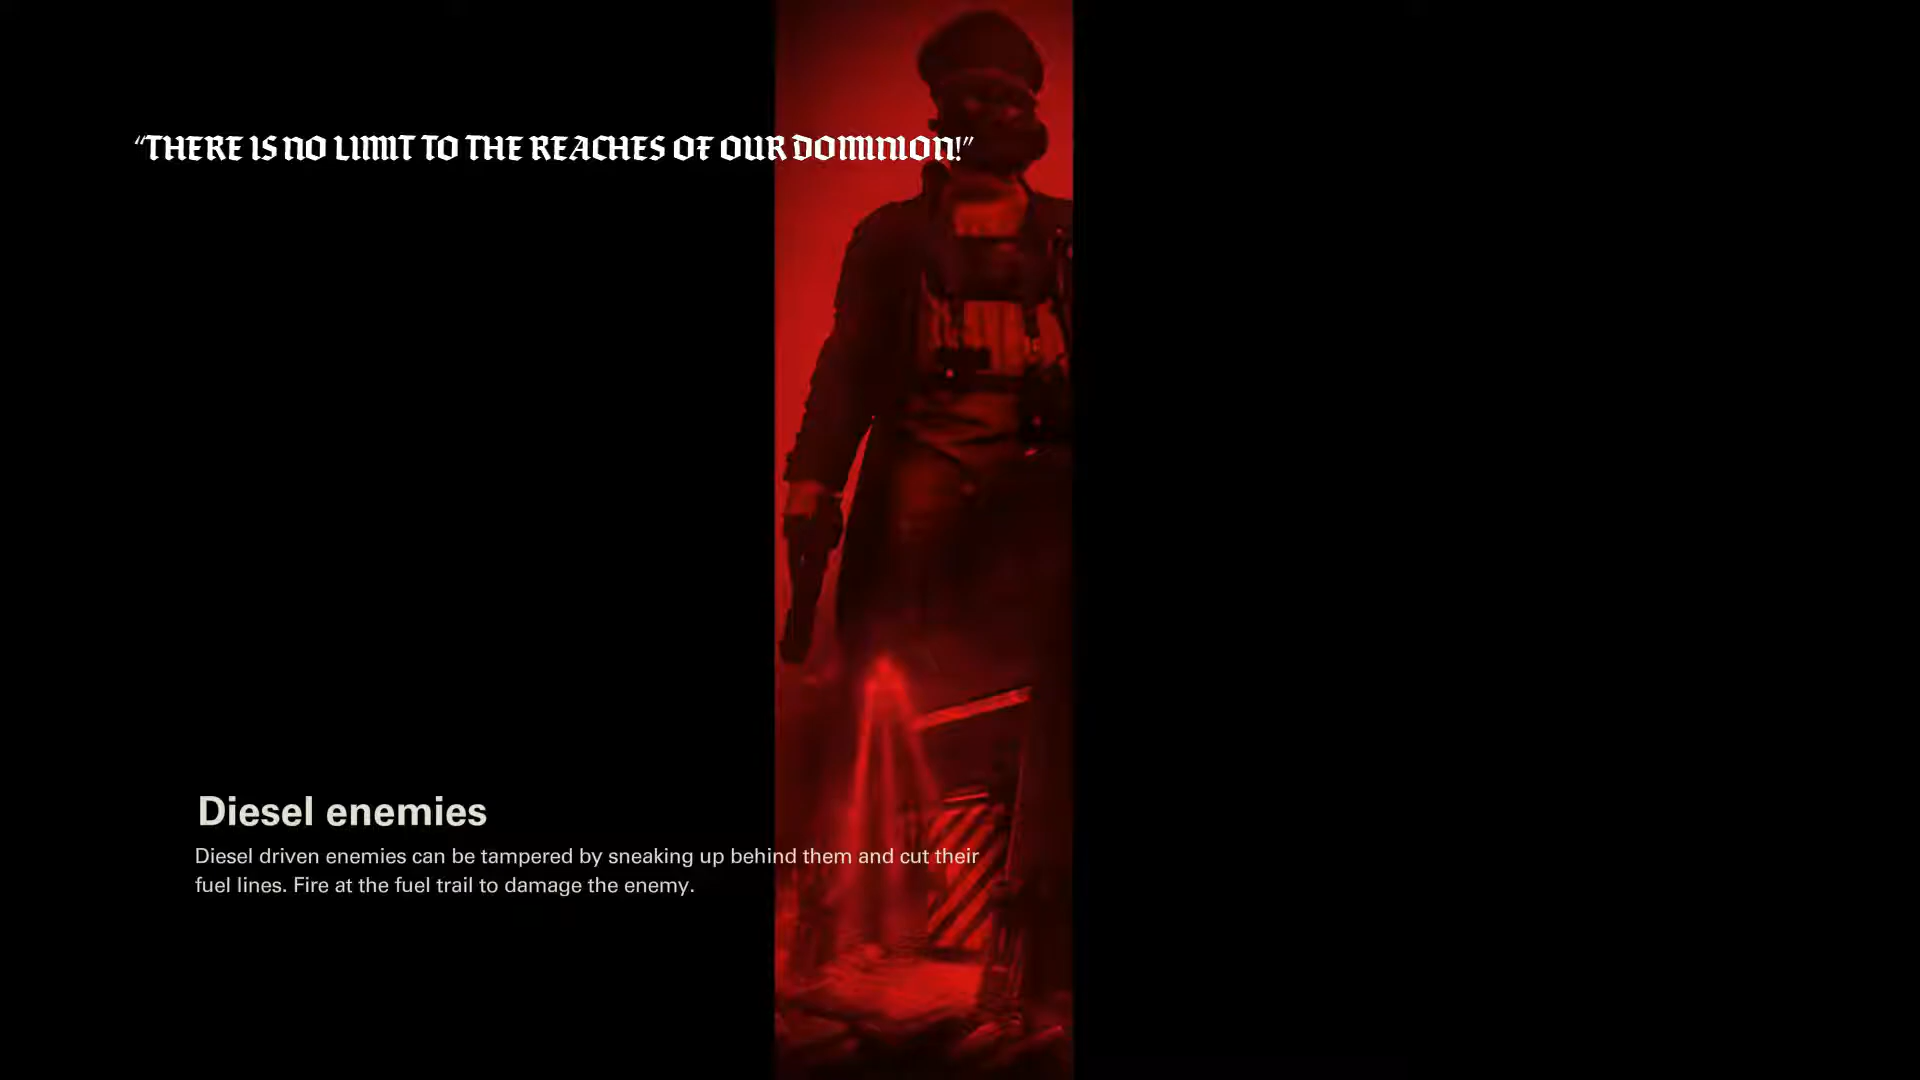 “THERE IS NO LIMIT TO THE REACHES OF OUR DOMINION!”
Diesel enemies
Diesel driven enemies can be tampered by sneaking up behind them and cut their
fuel lines. Fire at the fuel trail to damage the enemy.